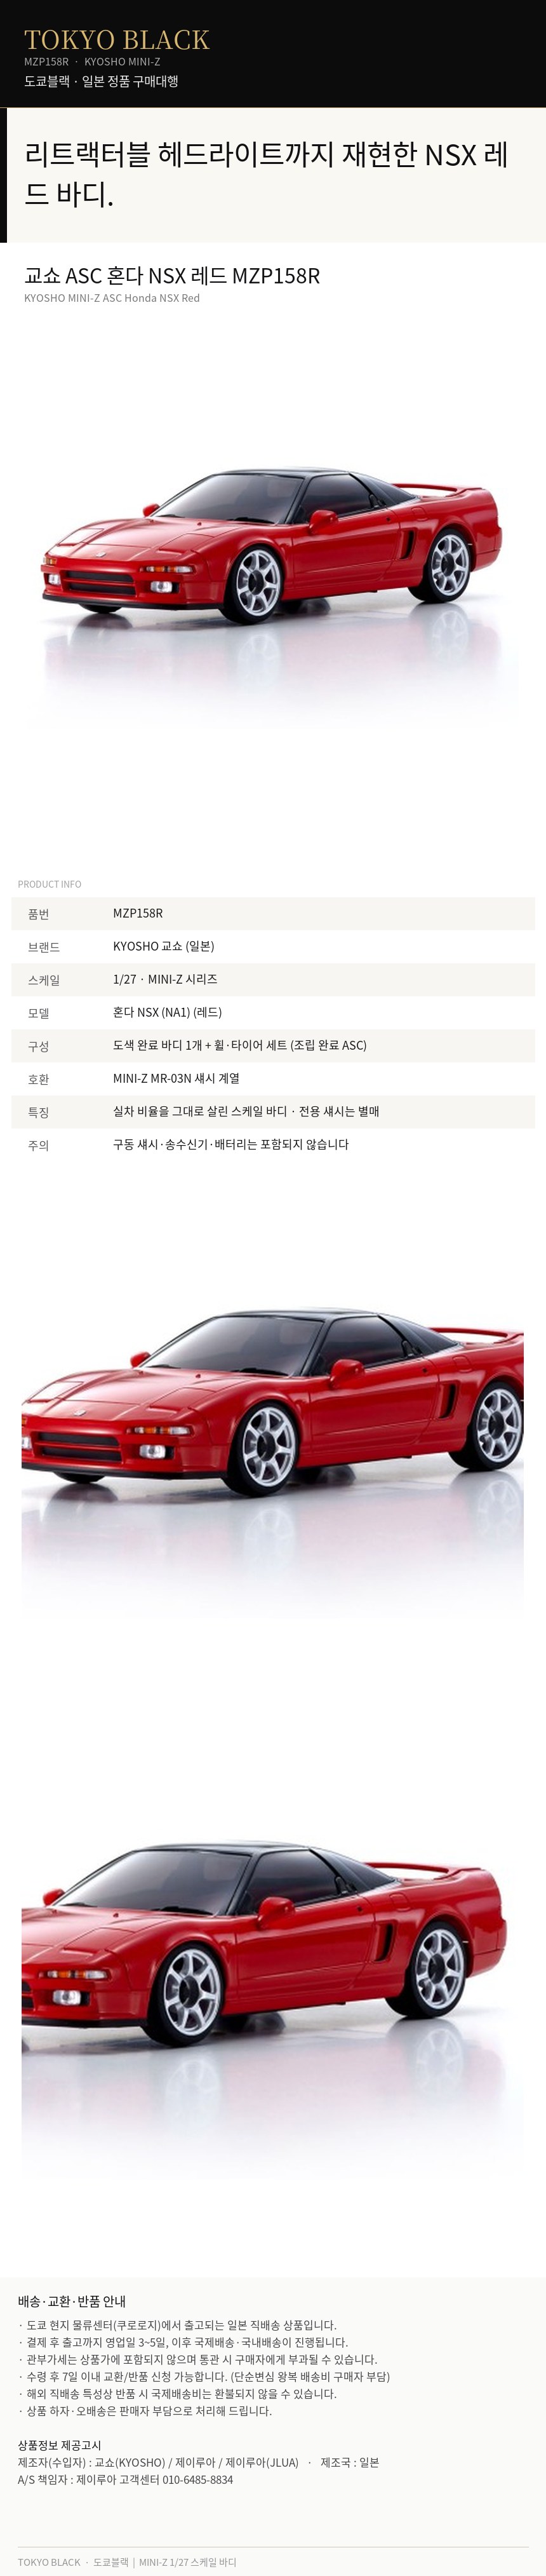 TOKYO BLACK
MZP158R · KYOSHO MINI-Z
도쿄블랙 · 일본 정품 구매대행
리트랙터블 헤드라이트까지 재현한 NSX 레
드 바디.
교쇼 ASC 혼다 NSX 레드 MZP158R
KYOSHO MINI-Z ASC Honda NSX Red
PRODUCT INFO
품번 MZP158R
브랜드 KYOSHO 교쇼 (일본)
스케일 1/27 · MINI-Z 시리즈
모델 혼다 NSX (NA1) (레드)
구성 도색 완료 바디 1개 + 휠·타이어 세트 (조립 완료 ASC)
호환 MINI-Z MR-03N 섀시 계열
특징 실차 비율을 그대로 살린 스케일 바디 · 전용 섀시는 별매
주의 구동 섀시·송수신기·배터리는 포함되지 않습니다
배송·교환·반품 안내
· 도쿄 현지 물류센터(쿠로로지)에서 출고되는 일본 직배송 상품입니다.
· 결제 후 출고까지 영업일 3~5일, 이후 국제배송·국내배송이 진행됩니다.
· 관부가세는 상품가에 포함되지 않으며 통관 시 구매자에게 부과될 수 있습니다.
· 수령 후 7일 이내 교환/반품 신청 가능합니다. (단순변심 왕복 배송비 구매자 부담)
· 해외 직배송 특성상 반품 시 국제배송비는 환불되지 않을 수 있습니다.
· 상품 하자·오배송은 판매자 부담으로 처리해 드립니다.
상품정보 제공고시
제조자(수입자) : 교쇼(KYOSHO) / 제이루아 / 제이루아(JLUA) · 제조국 : 일본
A/S 책임자 : 제이루아 고객센터 010-6485-8834
TOKYO BLACK · 도쿄블랙 | MINI-Z 1/27 스케일 바디